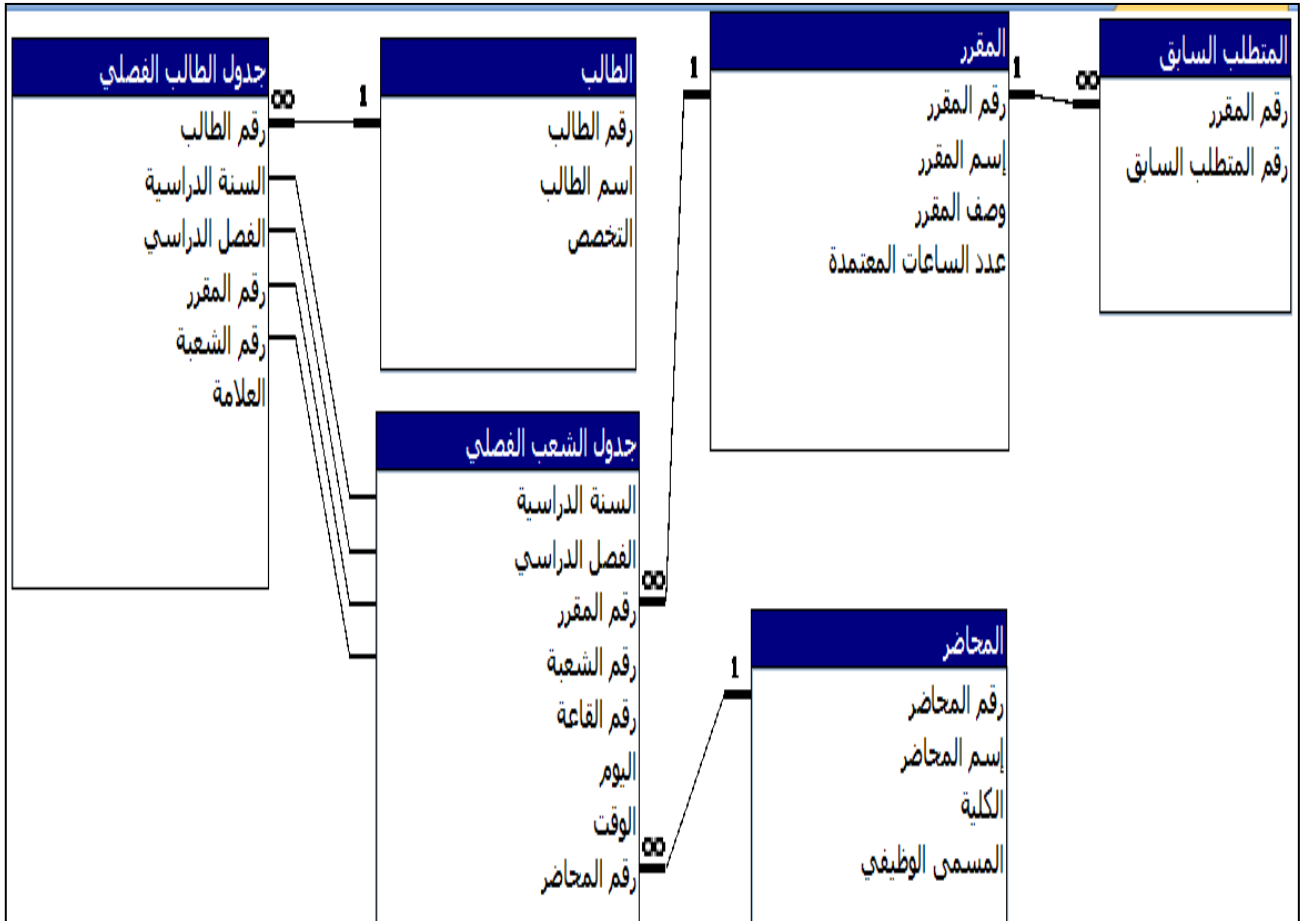 المتطلب السابق
رقم المقرر
رقم المتطلب السابق
∞
1
المقرر
رقم المقرر
إسم المقرر
وصف المقرر
عدد الساعات المعتمدة
1
الطالب
رقم الطالب
اسم الطالب
التخصص
1
∞
جدول الطالب الفصلي
رقم الطالب
السنة الدراسية
الفصل الدراسي
رقم المقرر
رقم الشعبة
العلامة
المحاضر
رقم المحاضر
إسم المحاضر
الكلية
المسمى الوظيفي
1
جدول الشعب الفصلي
السنة الدراسية
الفصل الدراسي
∞
رقم المقرر
رقم الشعبة
رقم القاعة
اليوم
الوقت
∞
رقم المحاضر